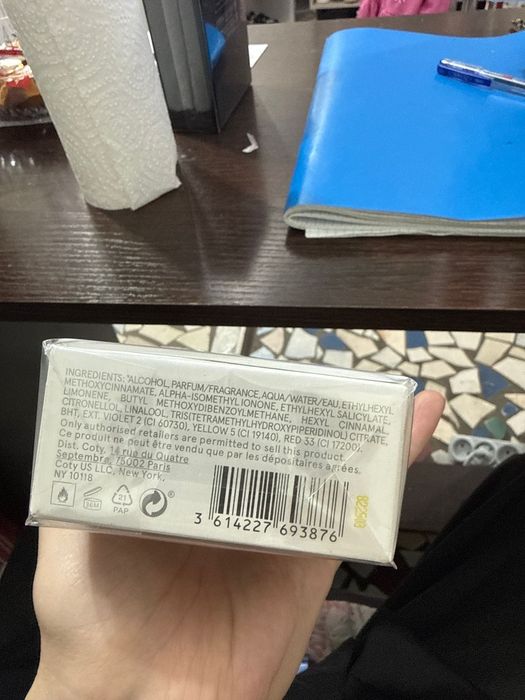 INGREDIENTS: *ALCOHOL, PARFUM/FRAGRANCE, AQUA/WATER/EAU, ETHYLHEXYL
METHOXYCINNAMATE, ALPHA-ISOMETHYL IONONE, ETHYLHEXYL SALICYLATE,
LIMONENE, BUTYL METHOXYDIBENZOYLMETHANE, HEXYL CINNAMAL,
CITRONELLOL, LINALOOL, TRIS(TETRAMETHYLHYDROXYPIPERIDINOL) CITRATE,
BHT, EXT. VIOLET 2 (CI 60730), YELLOW 5 (CI 19140), RED 33 (CI 17200).
Only authorised retailers are permitted to sell this product.
Ce produit ne peut être vendu que par les dépositaires agréés.
Dist. Coty, 14 rue du Quatre
Septembre, 75002 Paris
Coty US LLC, New York,
NY 10118
36M
21
PAP
3 614227 693876